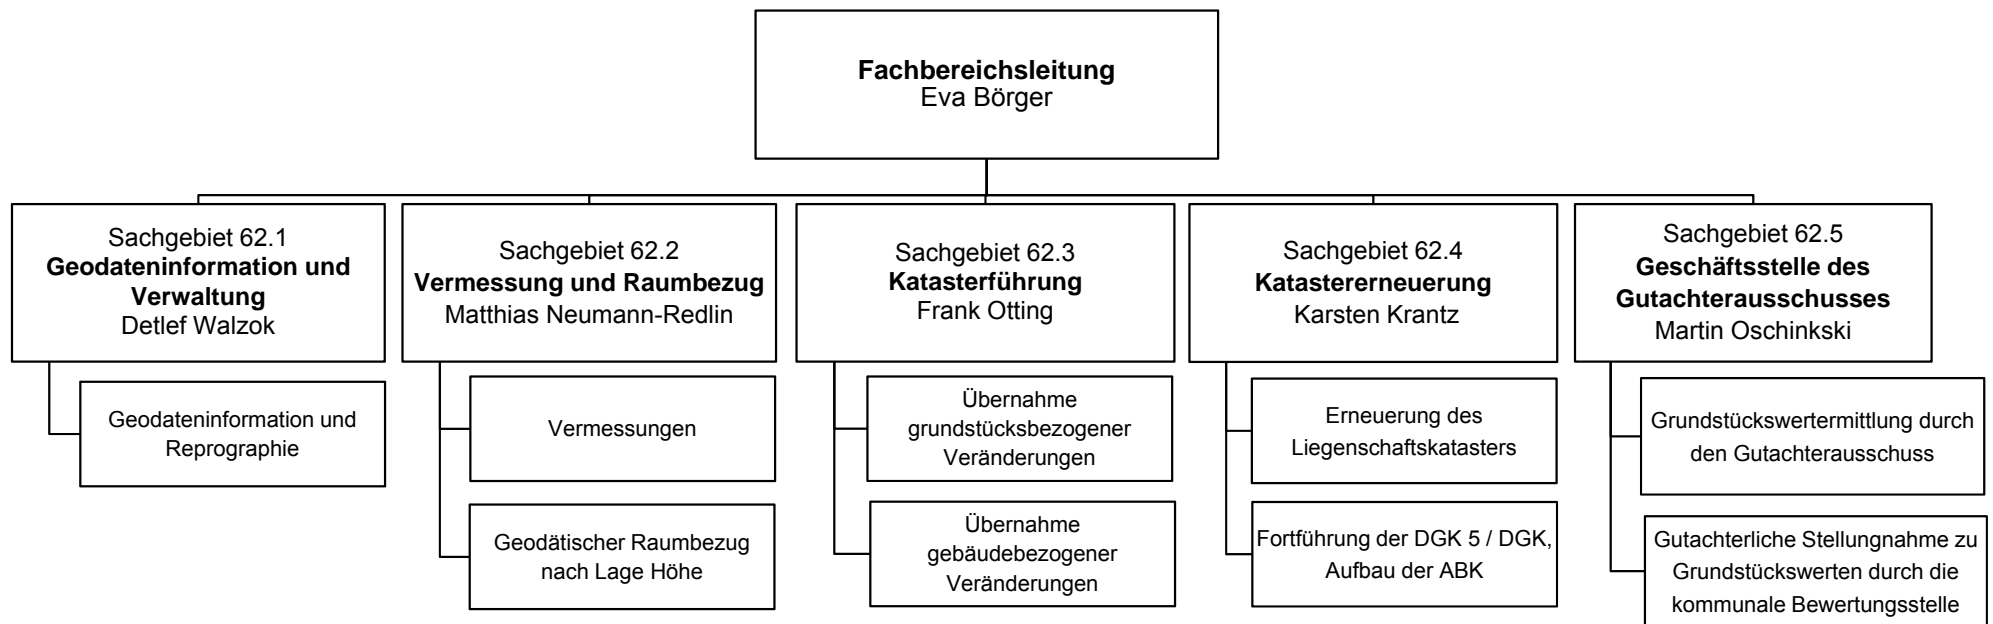 Fachbereichsleitung
Eva Börger
Sachgebiet 62.1
Geodateninformation und
Verwaltung
Detlef Walzok
Geodateninformation und
Reprographie
Sachgebiet 62.2
Vermessung und Raumbezug
Matthias Neumann-Redlin
Vermessungen
Geodätischer Raumbezug
nach Lage Höhe
Sachgebiet 62.3
Katasterführung
Frank Otting
Übernahme
grundstücksbezogener
Veränderungen
Übernahme
gebäudebezogener
Veränderungen
Sachgebiet 62.4
Katastererneuerung
Karsten Krantz
Erneuerung des
Liegenschaftskatasters
Fortführung der DGK 5 / DGK,
Aufbau der ABK
Sachgebiet 62.5
Geschäftsstelle des
Gutachterausschusses
Martin Oschinkski
Grundstückswertermittlung durch
den Gutachterausschuss
Gutachterliche Stellungnahme zu
Grundstückswerten durch die
kommunale Bewertungsstelle